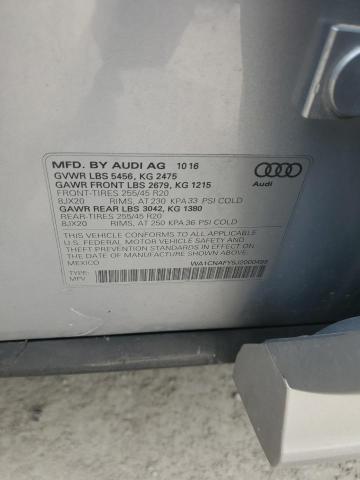 MFD. BY AUDI AG 10 16
GVWR LBS 5456, KG 2475
GAWR FRONT LBS 2679, KG 1215
FRONT-TIRES 255/45 R20
8JX20 RIMS, AT 230 KPA 33 PSI COLD
GAWR REAR LBS 3042, KG 1380
REAR-TIRES 255/45 R20
8JX20 RIMS, AT 250 KPA 36 PSI COLD
THIS VEHICLE CONFORMS TO ALL APPLICABLE
FEDERAL MOTOR VEHICLE SAFETY, BUMPER,
AND THEFT PREVENTION STANDARDS IN EFFECT ON
THE DATE OF MANUFACTURE SHOWN ABOVE.
MEXICO
TYPE:
MPV
Audi